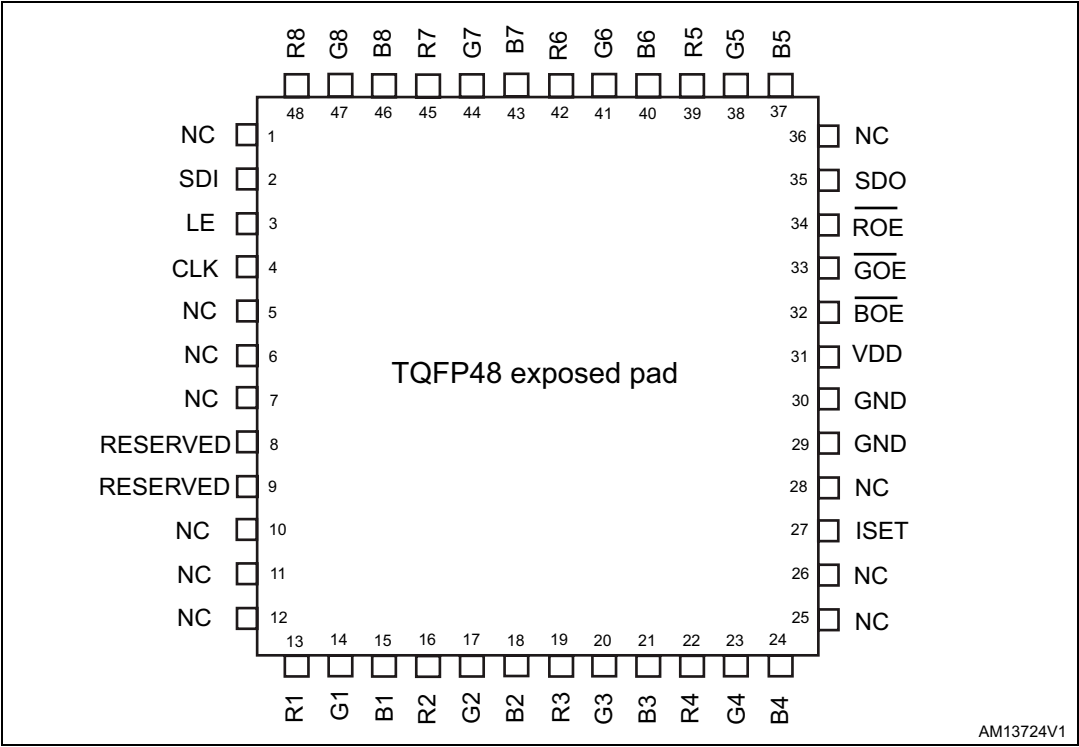 R8 G8 B8 R7 G7 B7 R6 G6 B6 R5 G5 B5
48 47 46 45 44 43 42 41 40 39 38 37
NC 1 36 NC
SDI 2 35 SDO
LE 3 34 R̅O̅E̅
CLK 4 33 G̅O̅E̅
NC 5 32 B̅O̅E̅
NC 6 31 VDD
TQFP48 exposed pad
NC 7 30 GND
RESERVED 8 29 GND
RESERVED 9 28 NC
NC 10 27 ISET
NC 11 26 NC
NC 12 25 NC
13 14 15 16 17 18 19 20 21 22 23 24
R1 G1 B1 R2 G2 B2 R3 G3 B3 R4 G4 B4
AM13724V1